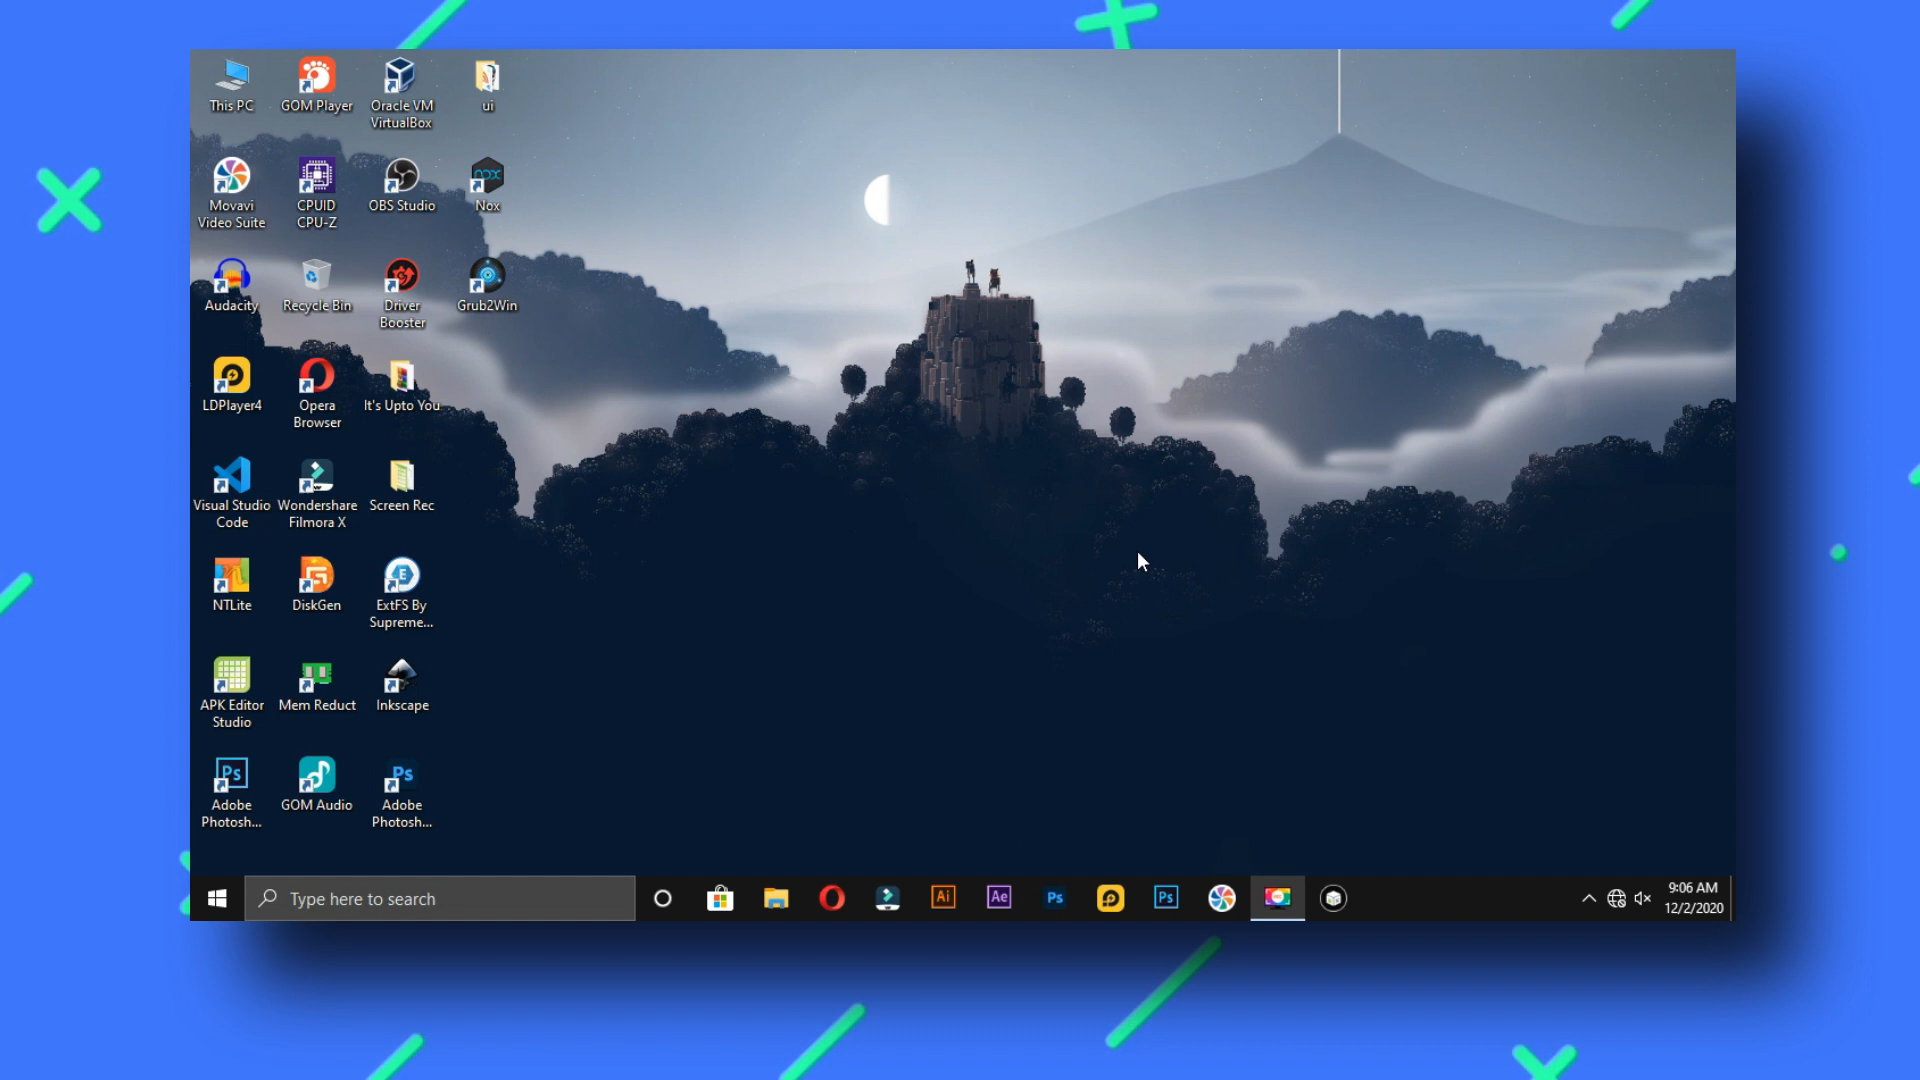 This PC
GOM Player
Oracle VM
VirtualBox
ui
Movavi
Video Suite
CPUID
CPU-Z
OBS Studio
nox
Nox
Audacity
Recycle Bin
Driver
Booster
Grub2Win
LDPlayer4
Opera
Browser
It's Upto You
Visual Studio
Code
Wondershare
Filmora X
Screen Rec
NTLite
DiskGen
E
ExtFS By
Supreme...
APK Editor
Studio
Mem Reduct
Inkscape
Ps
Adobe
Photosh...
GOM Audio
Ps
Adobe
Photosh...
Type here to search
Ai
Ae
Ps
Ps
9:06 AM
12/2/2020